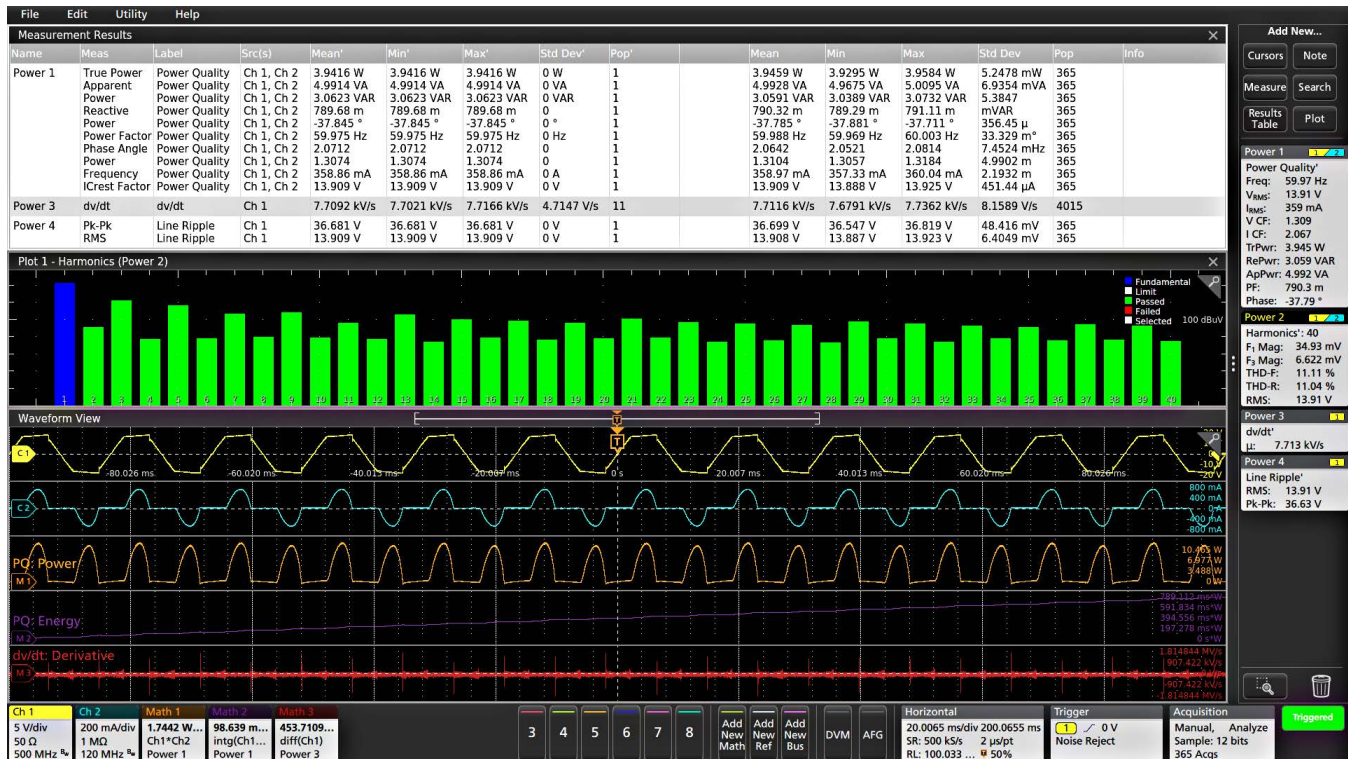 File Edit Utility Help
Measurement Results
Name Meas Label Src(s) Mean' Min' Max' Std Dev' Pop' Mean Min Max Std Dev Pop Info
Power 1 True Power Power Quality Ch 1, Ch 2 3.9416 W 3.9416 W 3.9416 W 0 W 1 3.9459 W 3.9295 W 3.9584 W 5.2478 mW 365
Apparent Power Quality Ch 1, Ch 2 4.9914 VA 4.9914 VA 4.9914 VA 0 VA 1 4.9928 VA 4.9675 VA 5.0095 VA 6.9354 mVA 365
Power Power Quality Ch 1, Ch 2 3.0623 VAR 3.0623 VAR 3.0623 VAR 0 VAR 1 3.0591 VAR 3.0389 VAR 3.0732 VAR 5.3847 365
Reactive Power Quality Ch 1, Ch 2 789.68 m 789.68 m 789.68 m 0 1 790.32 m 789.29 m 791.11 m mVAR 365
Power Power Quality Ch 1, Ch 2 -37.845 ° -37.845 ° -37.845 ° 0 ° 1 -37.785 ° -37.881 ° -37.711 ° 356.45 µ 365
Power Factor Power Quality Ch 1, Ch 2 59.975 Hz 59.975 Hz 59.975 Hz 0 Hz 1 59.988 Hz 59.969 Hz 60.003 Hz 33.329 m° 365
Phase Angle Power Quality Ch 1, Ch 2 2.0712 2.0712 2.0712 0 1 2.0642 2.0521 2.0814 7.4524 mHz 365
Power Power Quality Ch 1, Ch 2 1.3074 1.3074 1.3074 0 1 1.3104 1.3057 1.3184 4.9902 m 365
Frequency Power Quality Ch 1, Ch 2 358.86 mA 358.86 mA 358.86 mA 0 A 1 358.97 mA 357.33 mA 360.04 mA 2.1932 m 365
ICrest Factor Power Quality Ch 1, Ch 2 13.909 V 13.909 V 13.909 V 0 V 1 13.909 V 13.888 V 13.925 V 451.44 µA 365
Power 3 dv/dt dv/dt Ch 1 7.7092 kV/s 7.7021 kV/s 7.7166 kV/s 4.7147 V/s 11 7.7116 kV/s 7.6791 kV/s 7.7362 kV/s 8.1589 V/s 4015
Power 4 Pk-Pk Line Ripple Ch 1 36.681 V 36.681 V 36.681 V 0 V 1 36.699 V 36.547 V 36.819 V 48.416 mV 365
RMS Line Ripple Ch 1 13.909 V 13.909 V 13.909 V 0 V 1 13.908 V 13.887 V 13.923 V 6.4049 mV 365
Plot 1 - Harmonics (Power 2)
Fundamental
Limit
Passed
Failed
Selected
100 dBuV
1 2 3 4 5 6 7 8 9 10 11 12 13 14 15 16 17 18 19 20 21 22 23 24 25 26 27 28 29 30 31 32 33 34 35 36 37 38 39 40
Waveform View
T
C 1
-80.026 ms -60.020 ms -40.013 ms -20.007 ms 0 s 20.007 ms 40.013 ms 60.020 ms 80.026 ms
-20 V
C 2
800 mA
400 mA
0 A
-400 mA
-800 mA
PQ: Power
M 1
10.465 W
6.977 W
3.488 W
0 W
PQ: Energy
M 2
789.112 ms*W
591.834 ms*W
394.556 ms*W
197.278 ms*W
0 s*W
dv/dt: Derivative
M 3
1.814844 MV/s
907.422 kV/s
-907.422 kV/s
-1.814844 MV/s
Add New...
Cursors Note
Measure Search
Results Table Plot
Power 1 1 2
Power Quality'
Freq: 59.97 Hz
VRMS: 13.91 V
IRMS: 359 mA
V CF: 1.309
I CF: 2.067
TrPwr: 3.945 W
RePwr: 3.059 VAR
ApPwr: 4.992 VA
PF: 790.3 m
Phase: -37.79 °
Power 2 1 2
Harmonics': 40
F1 Mag: 34.93 mV
F3 Mag: 6.622 mV
THD-F: 11.11 %
THD-R: 11.04 %
RMS: 13.91 V
Power 3 1
dv/dt'
µ: 7.713 kV/s
Power 4 1
Line Ripple'
RMS: 13.91 V
Pk-Pk: 36.63 V
Ch 1
5 V/div
50 Ω
500 MHz Bw
Ch 2
200 mA/div
1 MΩ
120 MHz Bw
Math 1
1.7442 W...
Ch1*Ch2
Power 1
Math 2
98.639 m...
intg(Ch1...
Power 1
Math 3
453.7109...
diff(Ch1)
Power 3
3 4 5 6 7 8
Add New Math
Add New Ref
Add New Bus
DVM AFG
Horizontal
20.0065 ms/div 200.0655 ms
SR: 500 kS/s 2 µs/pt
RL: 100.033 ... 50%
Trigger
1 0 V
Noise Reject
Acquisition
Manual, Analyze
Sample: 12 bits
365 Acqs
Triggered